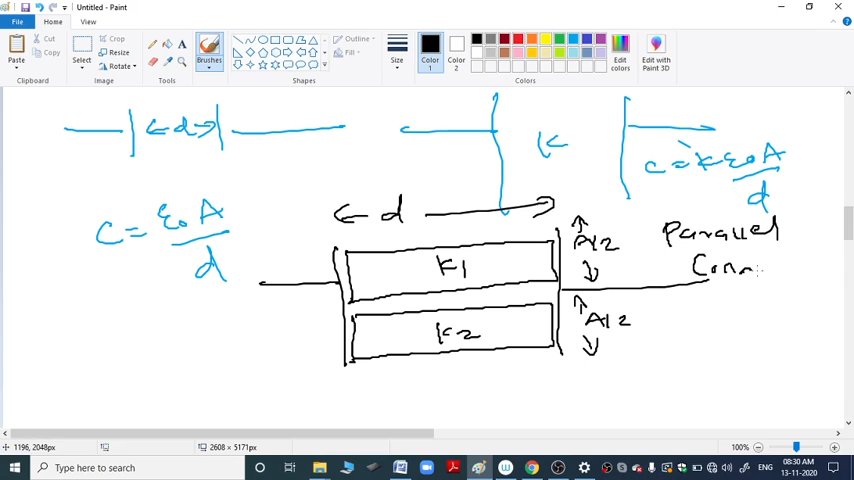 Untitled - Paint
File
Home
View
Paste
Cut
Copy
Clipboard
Select
Crop
Resize
Rotate
Image
Tools
Brushes
Shapes
Outline
Fill
Size
Color 1
Color 2
Colors
Edit colors
Edit with Paint 3D
d
K
C = K ε₀ A / d
C = ε₀ A / d
d
K1
A/2
Parallel
Conn
K2
A/2
1196, 2048px
2608 × 5171px
100%
Type here to search
ENG
08:30 AM
13-11-2020